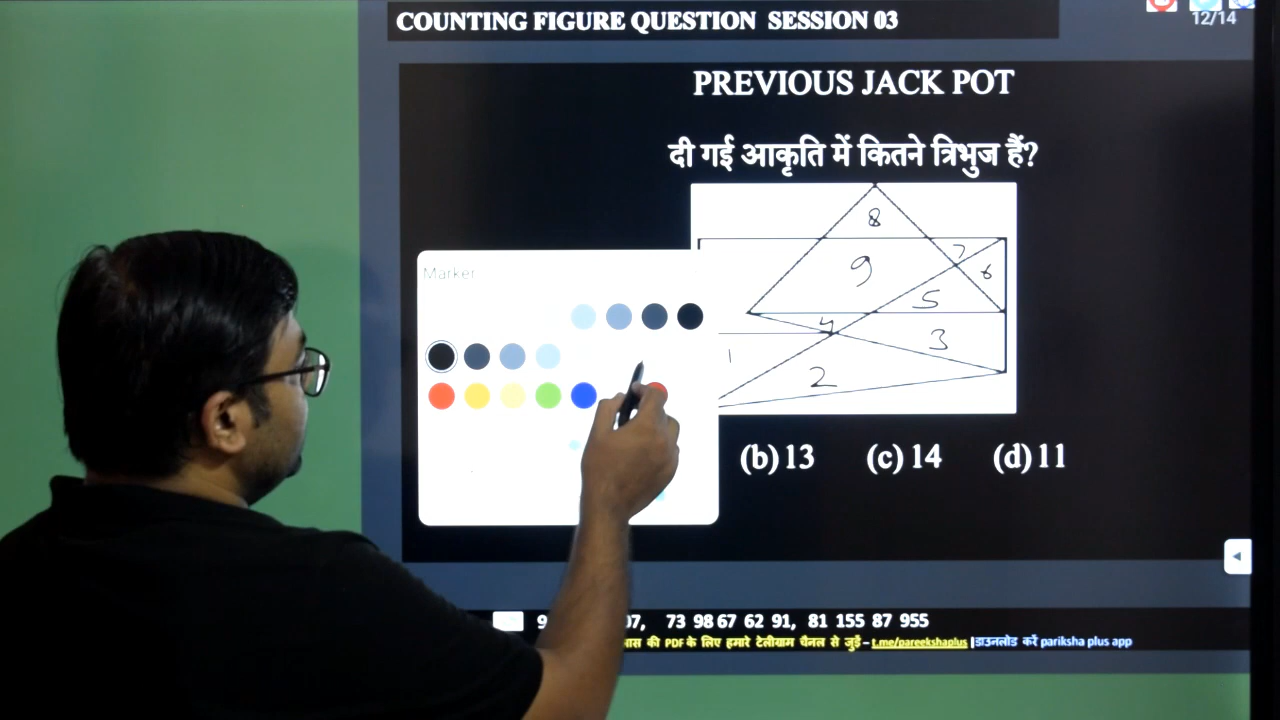 COUNTING FIGURE QUESTION SESSION 03
12/14
PREVIOUS JACK POT
दी गई आकृति में कितने त्रिभुज हैं?
8
7
9
6
5
Marker
4
3
1
2
(b) 13 (c) 14 (d) 11
9 07, 73 98 67 62 91, 81 155 87 955
की PDF के लिए हमारे टेलीग्राम चैनल से जुड़ें – t.me/pareekshaplus | डाउनलोड करें pariksha plus app